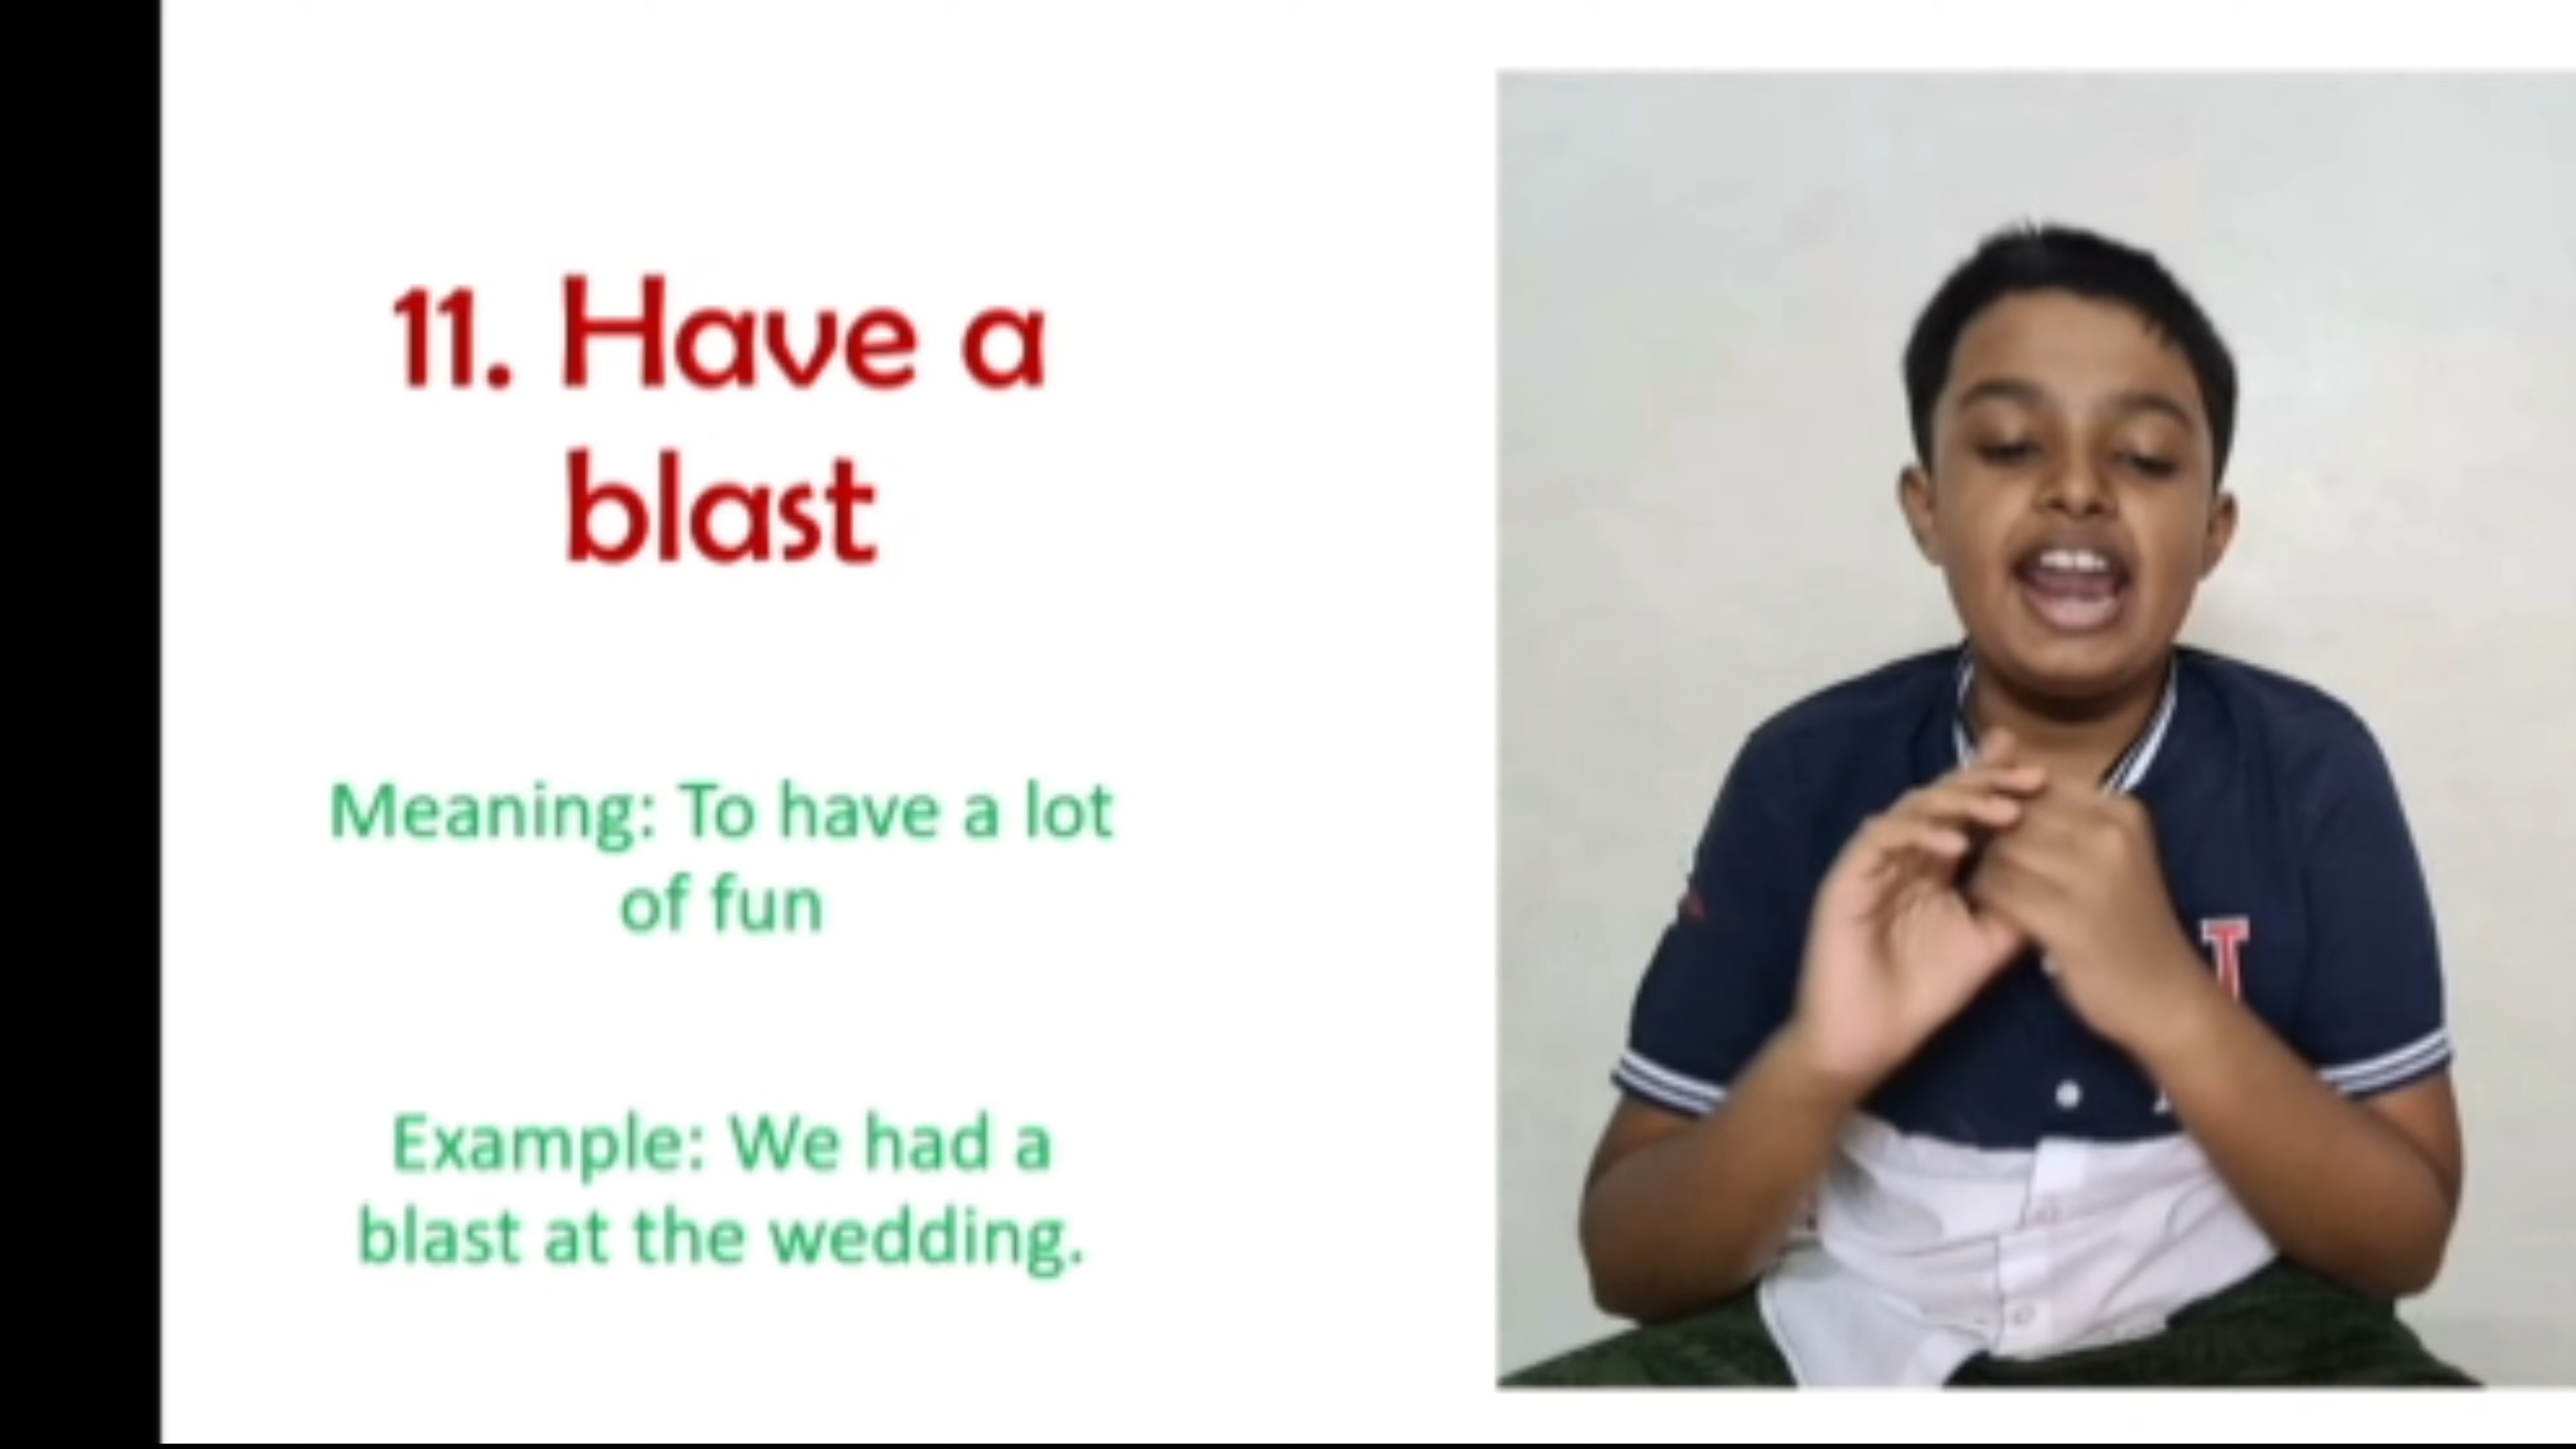 11. Have a
blast
Meaning: To have a lot
of fun
Example: We had a
blast at the wedding.